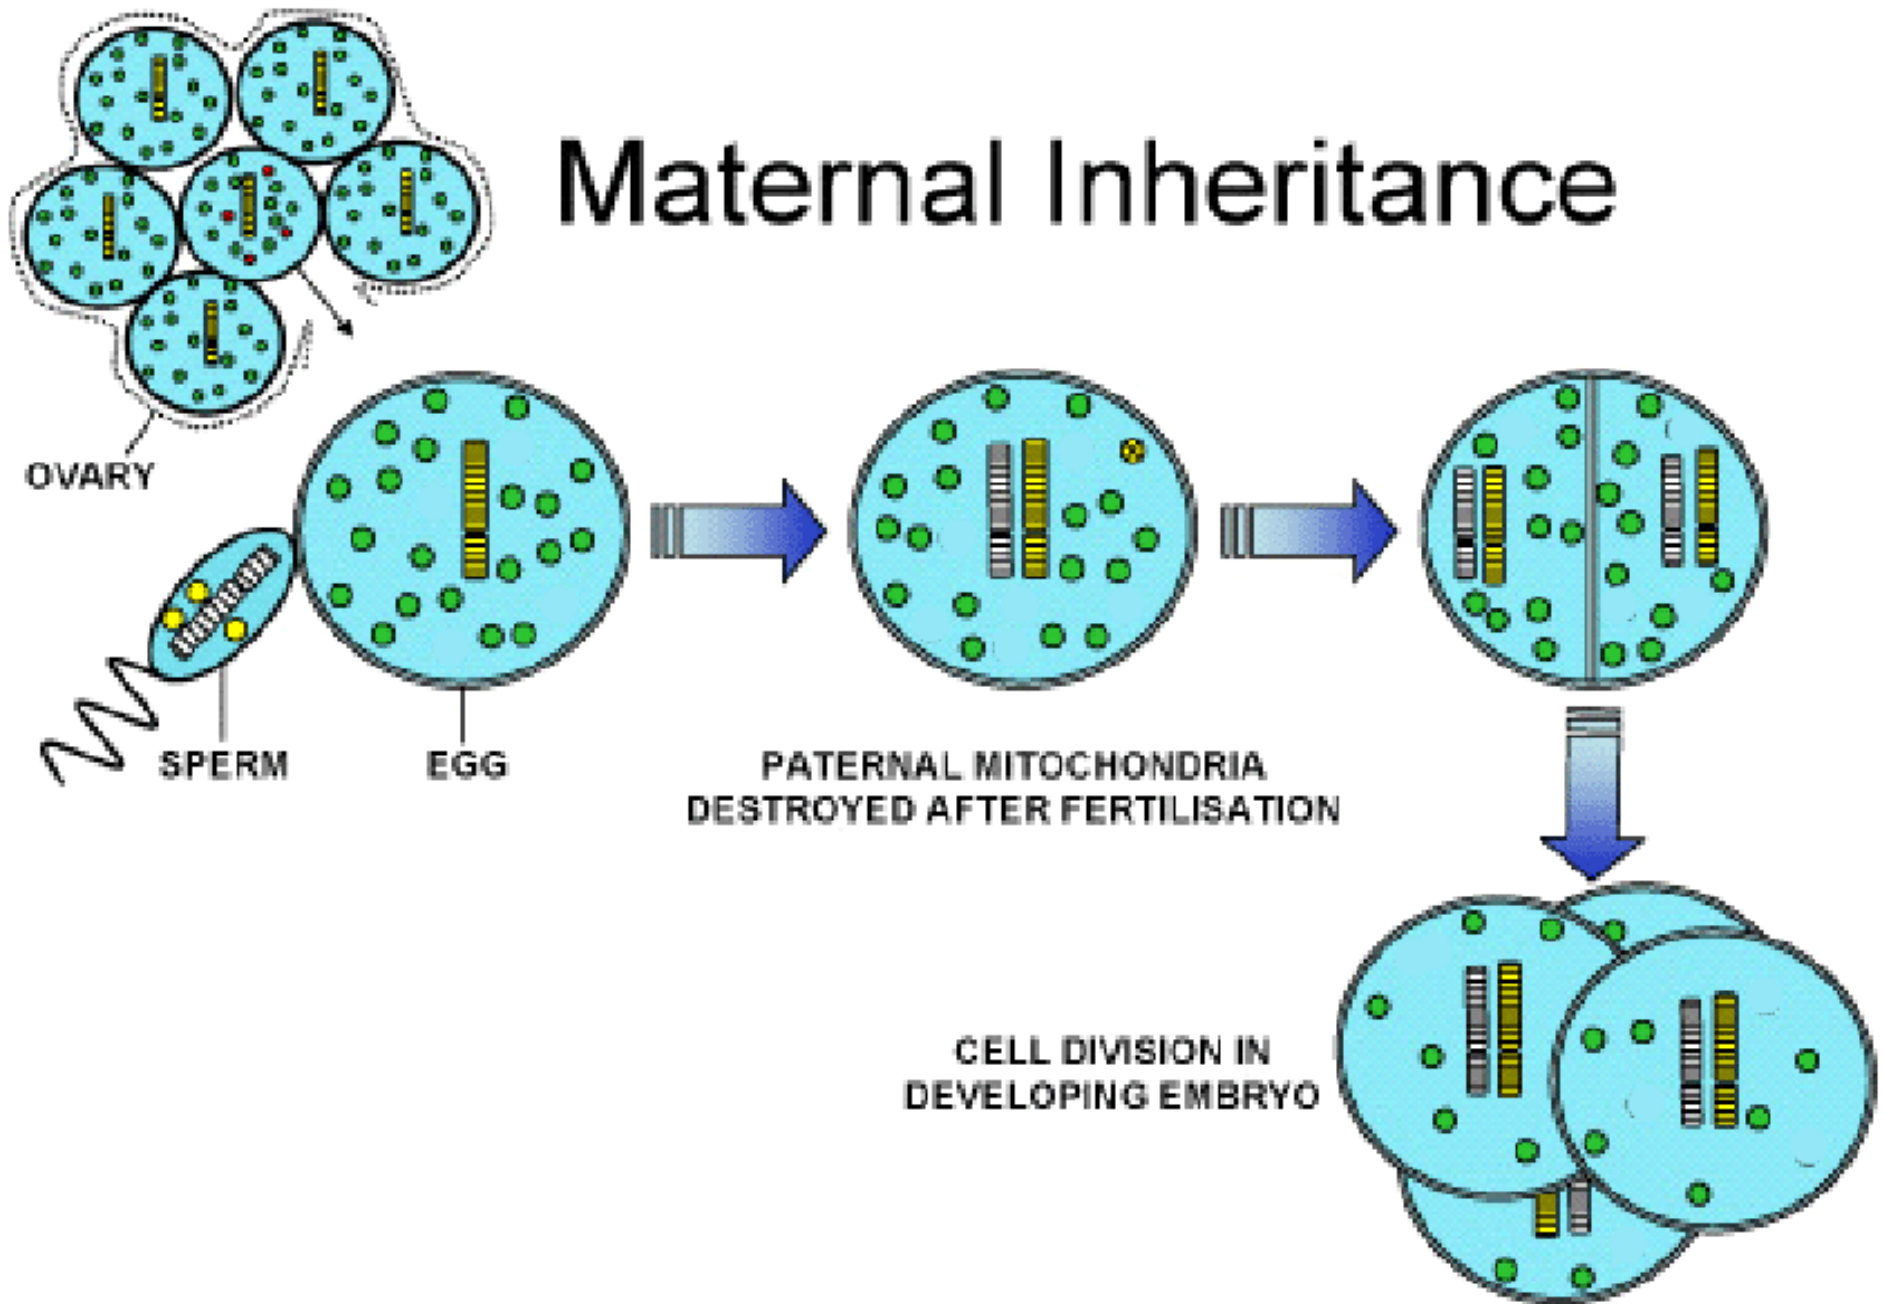 Maternal Inheritance
OVARY
SPERM
EGG
PATERNAL MITOCHONDRIA
DESTROYED AFTER FERTILISATION
CELL DIVISION IN
DEVELOPING EMBRYO